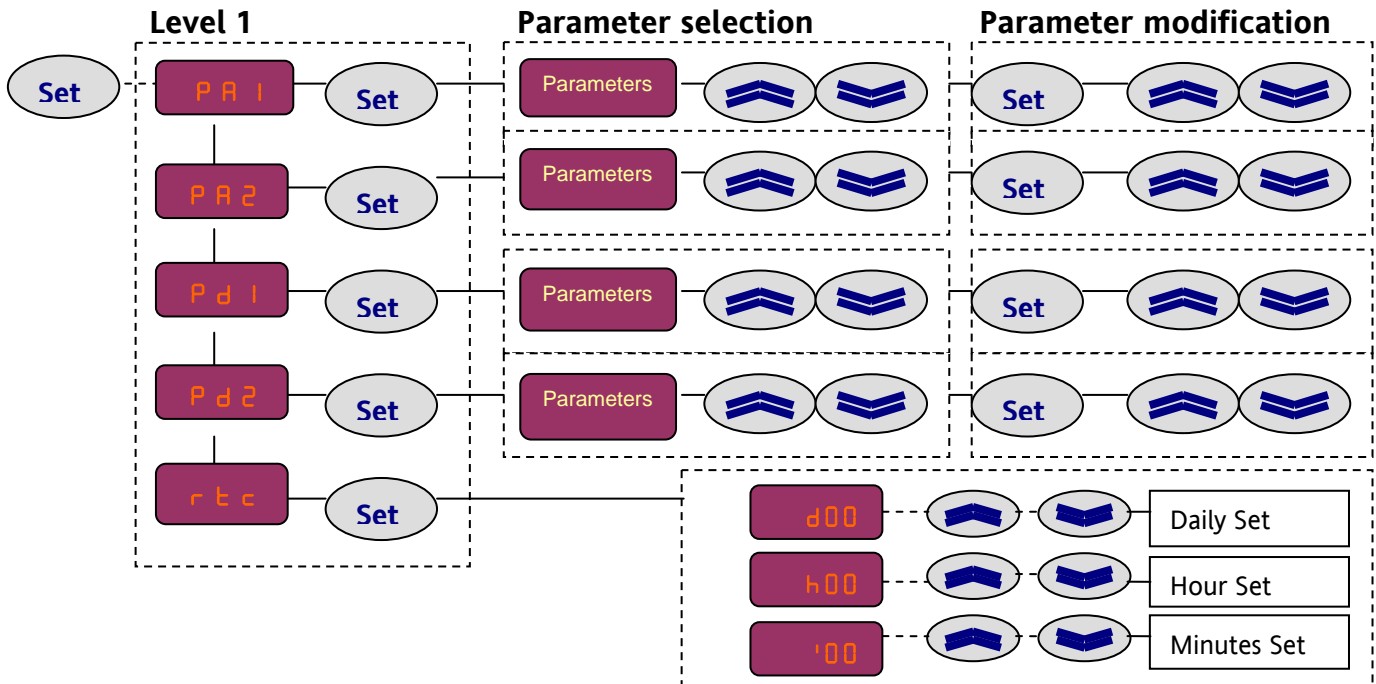 Level 1 Parameter selection Parameter modification
Set PA1 Set Parameters Set
PA2 Set Parameters Set
Pd1 Set Parameters Set
Pd2 Set Parameters Set
rtc Set
d00 Daily Set
h00 Hour Set
'00 Minutes Set